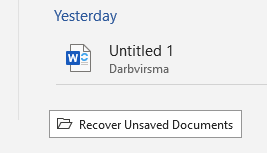 Yesterday
Untitled 1
Darbvirsma
Recover Unsaved Documents